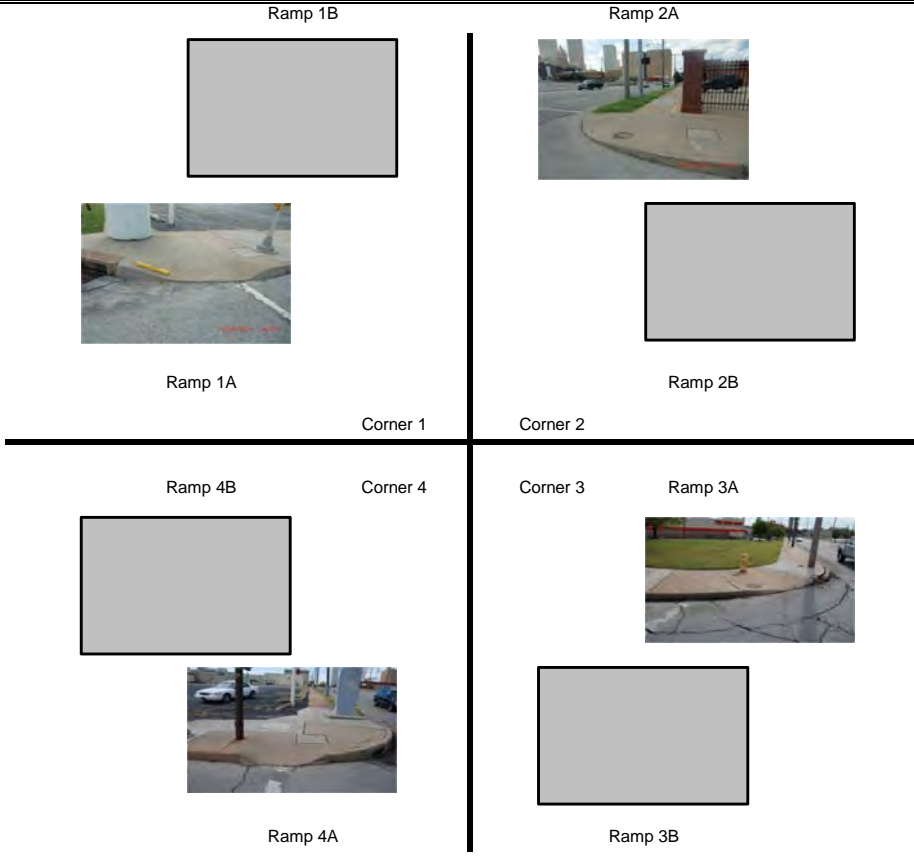 Ramp 1B
Ramp 2A
Ramp 1A
Ramp 2B
Corner 1
Corner 2
Ramp 4B
Corner 4
Corner 3
Ramp 3A
Ramp 4A
Ramp 3B